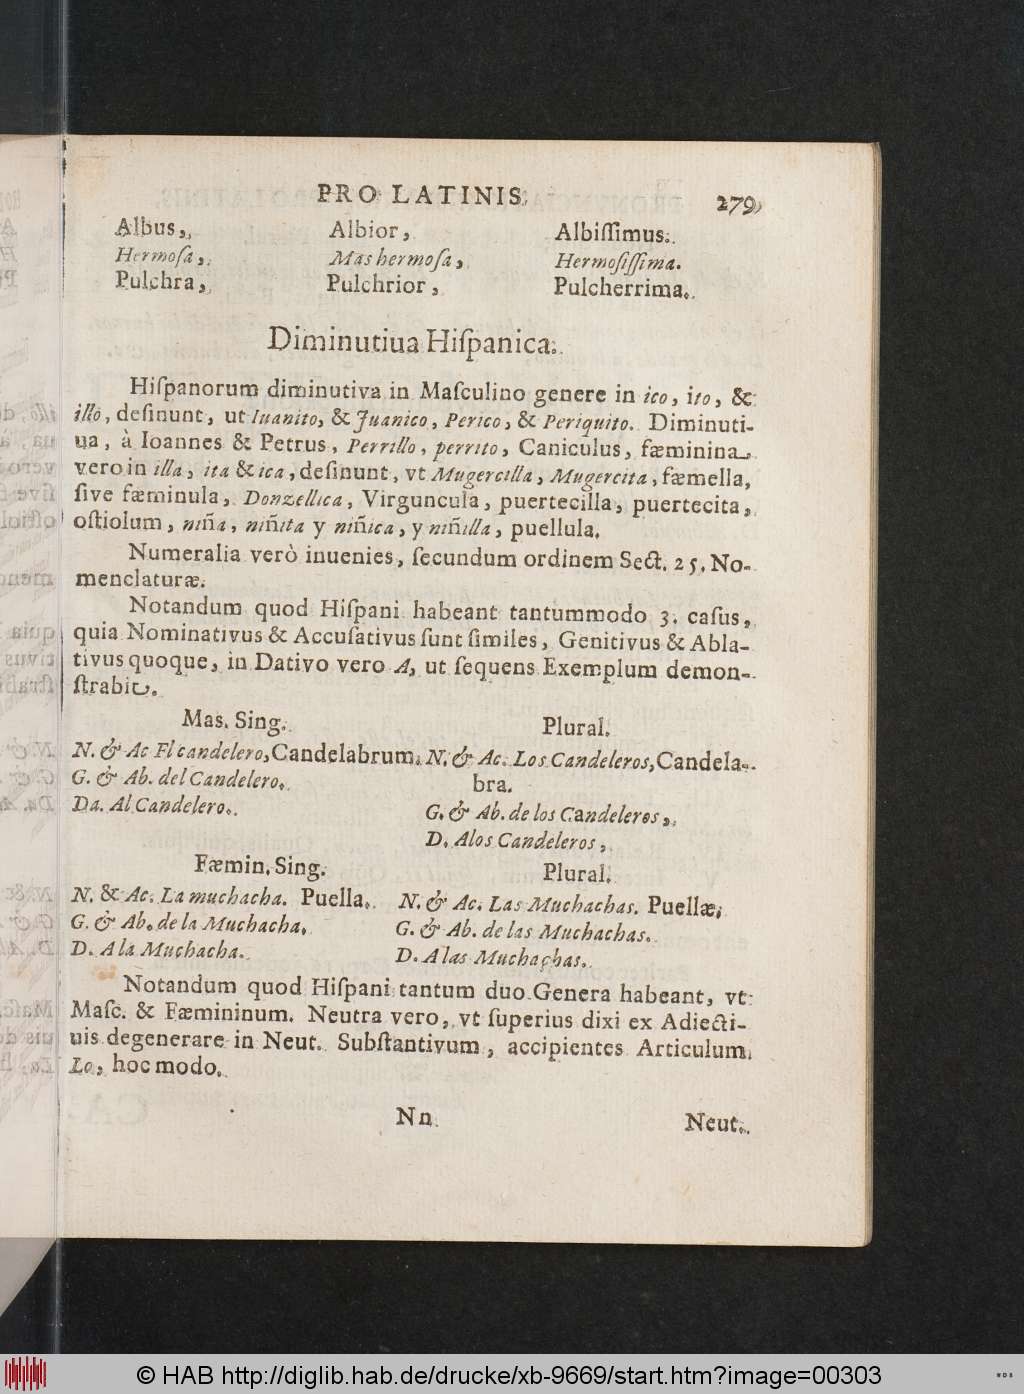 PRO LATINIS. 279
Albus, Albior, Albiſſimus.
Hermoſa, Mas hermoſa, Hermoſiſſima.
Pulchra, Pulchrior, Pulcherrima.
Diminutiua Hiſpanica.
Hiſpanorum diminutiva in Maſculino genere in ico, ito, &
illo, deſinunt, ut Iuanito, & Juanico, Perico, & Periquito. Diminuti-
ua, à Ioannes & Petrus, Perrillo, perrito, Caniculus, fæminina,
vero in illa, ita & ica, deſinunt, vt Mugercilla, Mugercita, fæmella,
ſive fæminula, Donzellica, Virguncula, puertecilla, puertecita,
oſtiolum, niña, niñita y niñica, y niñilla, puellula.
Numeralia verò inuenies, ſecundum ordinem Sect. 25. No-
menclaturæ.
Notandum quod Hiſpani habeant tantummodo 3. caſus,
quia Nominativus & Accuſativus ſunt ſimiles, Genitivus & Abla-
tivus quoque, in Dativo vero A, ut ſequens Exemplum demon-
ſtrabit.
Mas. Sing. Plural.
N. & Ac El candelero, Candelabrum. N. & Ac. Los Candeleros, Candela-
G. & Ab. del Candelero. bra.
Da. Al Candelero. G. & Ab. de los Candeleros,
D. Alos Candeleros,
Fæmin. Sing. Plural.
N. & Ac. La muchacha. Puella. N. & Ac. Las Muchachas. Puellæ.
G. & Ab. de la Muchacha. G. & Ab. de las Muchachas.
D. A la Muchacha. D. A las Muchachas.
Notandum quod Hiſpani tantum duo Genera habeant, vt
Maſc. & Fæmininum. Neutra vero, vt ſuperius dixi ex Adiecti-
uis degenerare in Neut. Subſtantivum, accipientes Articulum
Lo, hoc modo.
Nn Neut.
© HAB http://diglib.hab.de/drucke/xb-9669/start.htm?image=00303